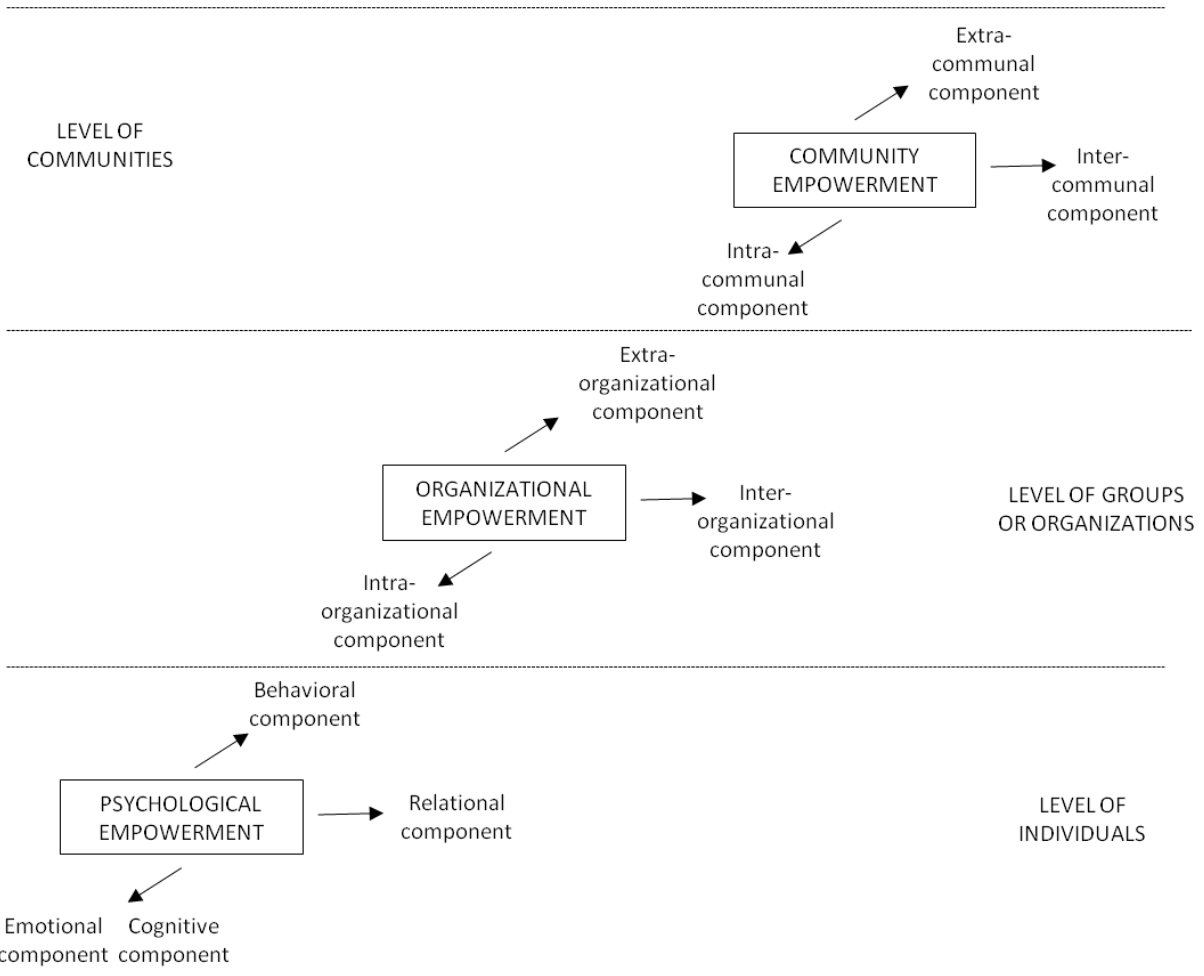 Extra-
communal
component
LEVEL OF
COMMUNITIES
COMMUNITY
EMPOWERMENT
Inter-
communal
component
Intra-
communal
component
Extra-
organizational
component
ORGANIZATIONAL
EMPOWERMENT
Inter-
organizational
component
LEVEL OF GROUPS
OR ORGANIZATIONS
Intra-
organizational
component
Behavioral
component
PSYCHOLOGICAL
EMPOWERMENT
Relational
component
LEVEL OF
INDIVIDUALS
Emotional
component
Cognitive
component